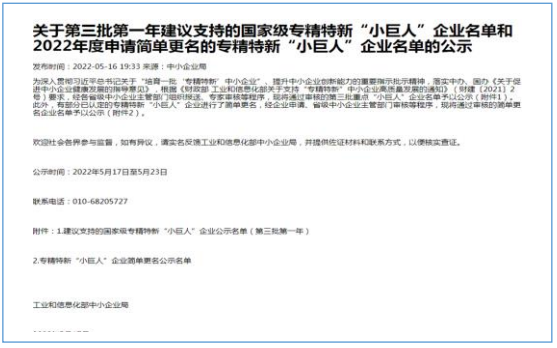 关于第三批第一年建议支持的国家级专精特新“小巨人”企业名单和
2022年度申请简单更名的专精特新“小巨人”企业名单的公示
发布时间：2022-05-16 19:33 来源：中小企业局
为深入贯彻习近平总书记关于“培育一批‘专精特新’中小企业”、提升中小企业创新能力的重要指示批示精神，落实中办、国办《关于促
进中小企业健康发展的指导意见》，根据《财政部 工业和信息化部关于支持“专精特新”中小企业高质量发展的通知》（财建〔2021〕2
号）要求，经各省级中小企业主管部门组织报送、专家审核等程序，现将通过审核的第三批重点“小巨人”企业名单予以公示（附件1）。
此外，有部分已认定的专精特新“小巨人”企业进行了简单更名，经企业申请、省级中小企业主管部门审核等程序，现将通过审核的简单更
名企业名单予以公示（附件2）。
欢迎社会各界参与监督，如有异议，请实名反馈工业和信息化部中小企业局，并提供佐证材料和联系方式，以便核实查证。
公示时间：2022年5月17日至5月23日
联系电话：010-68205727
附件：1.建议支持的国家级专精特新“小巨人”企业公示名单（第三批第一年）
2.专精特新“小巨人”企业简单更名公示名单
工业和信息化部中小企业局